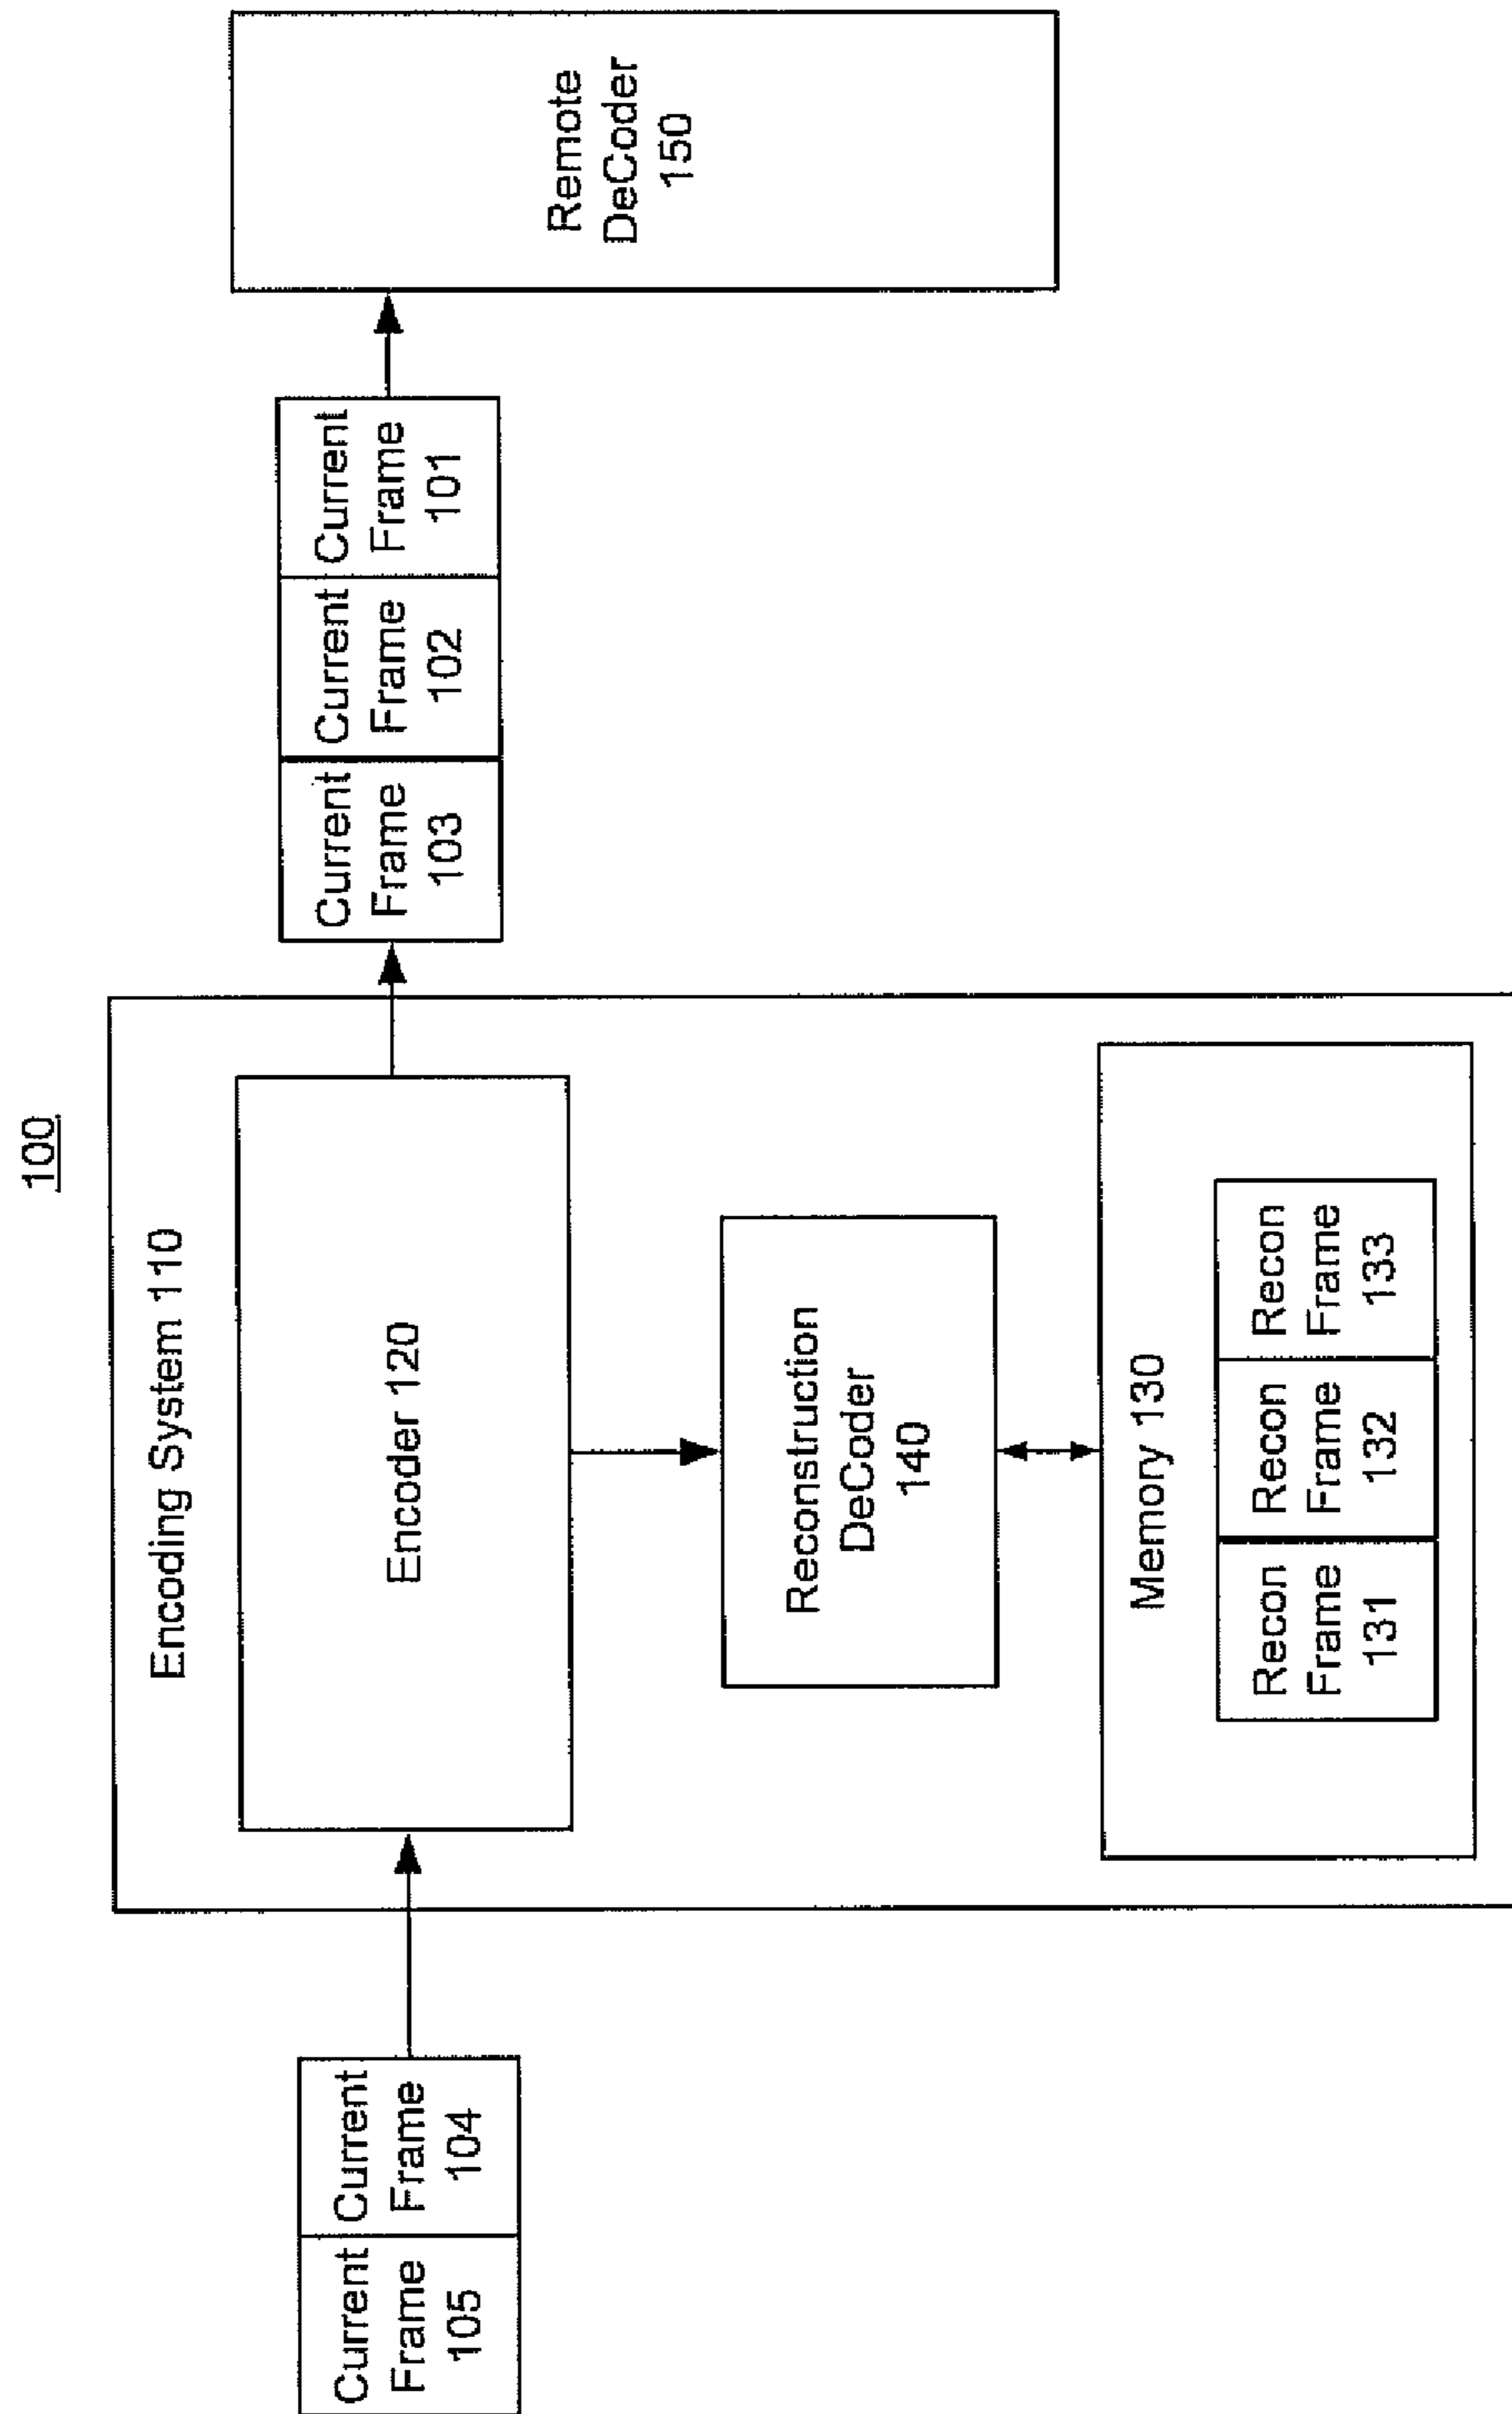 100
Encoding System 110
Encoder 120
Reconstruction
DeCoder
140
Memory 130
Recon
Frame
131
Recon
Frame
132
Recon
Frame
133
Current
Frame
105
Current
Frame
104
Current
Frame
103
Current
Frame
102
Current
Frame
101
Remote
DeCoder
150